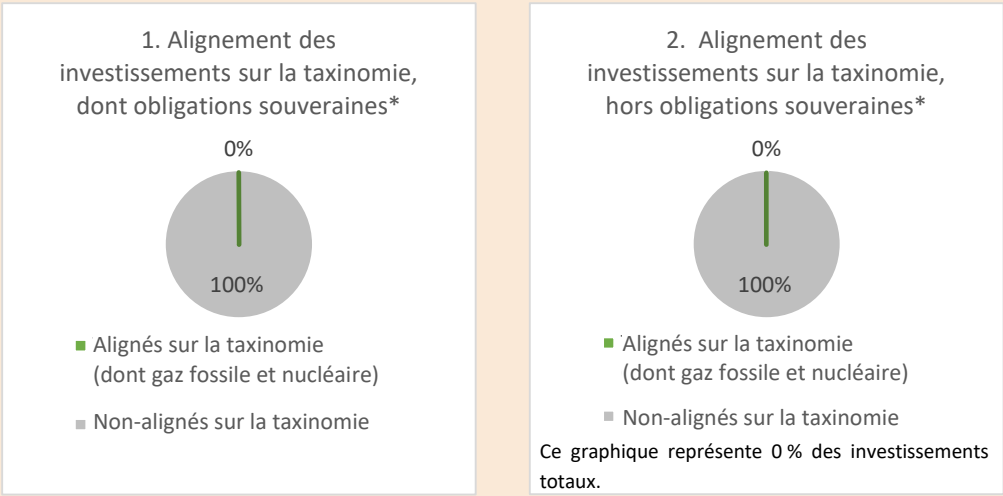 1. Alignement des
investissements sur la taxinomie,
dont obligations souveraines*
0%
100%
Alignés sur la taxinomie
(dont gaz fossile et nucléaire)
Non-alignés sur la taxinomie
2. Alignement des
investissements sur la taxinomie,
hors obligations souveraines*
0%
100%
Alignés sur la taxinomie
(dont gaz fossile et nucléaire)
Non-alignés sur la taxinomie
Ce graphique représente 0 % des investissements
totaux.